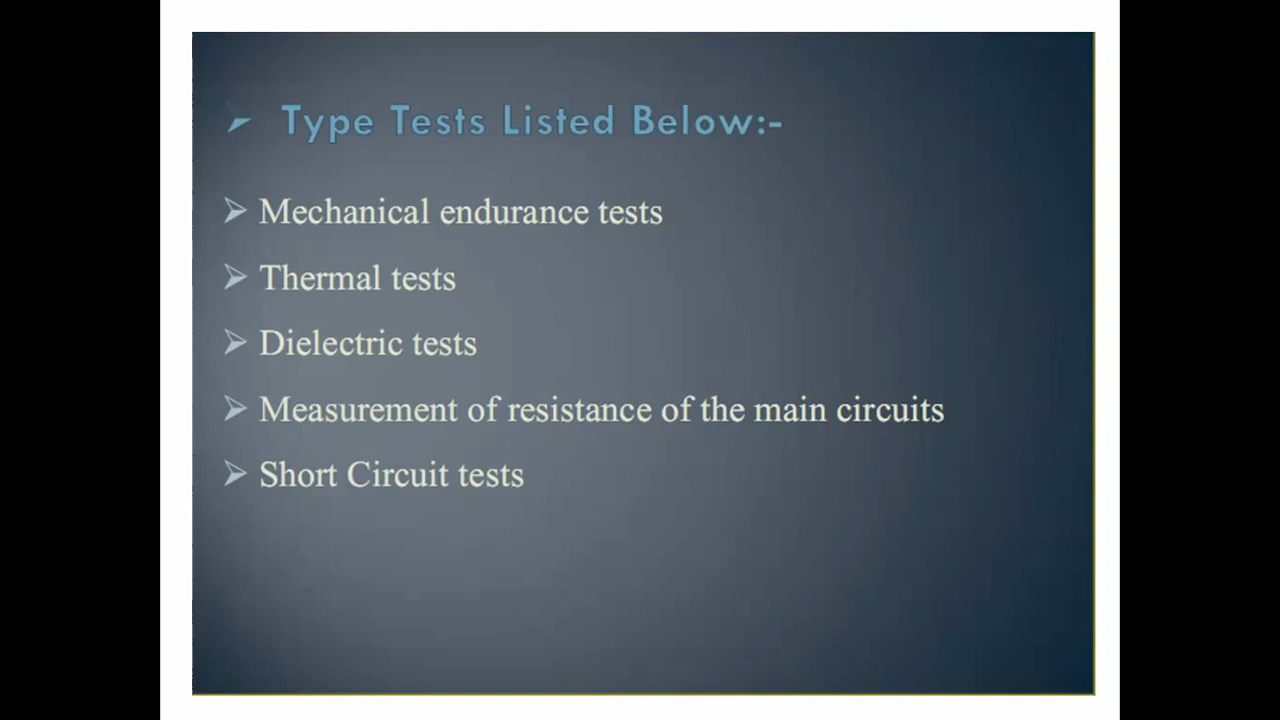 Type Tests Listed Below:-
Mechanical endurance tests
Thermal tests
Dielectric tests
Measurement of resistance of the main circuits
Short Circuit tests